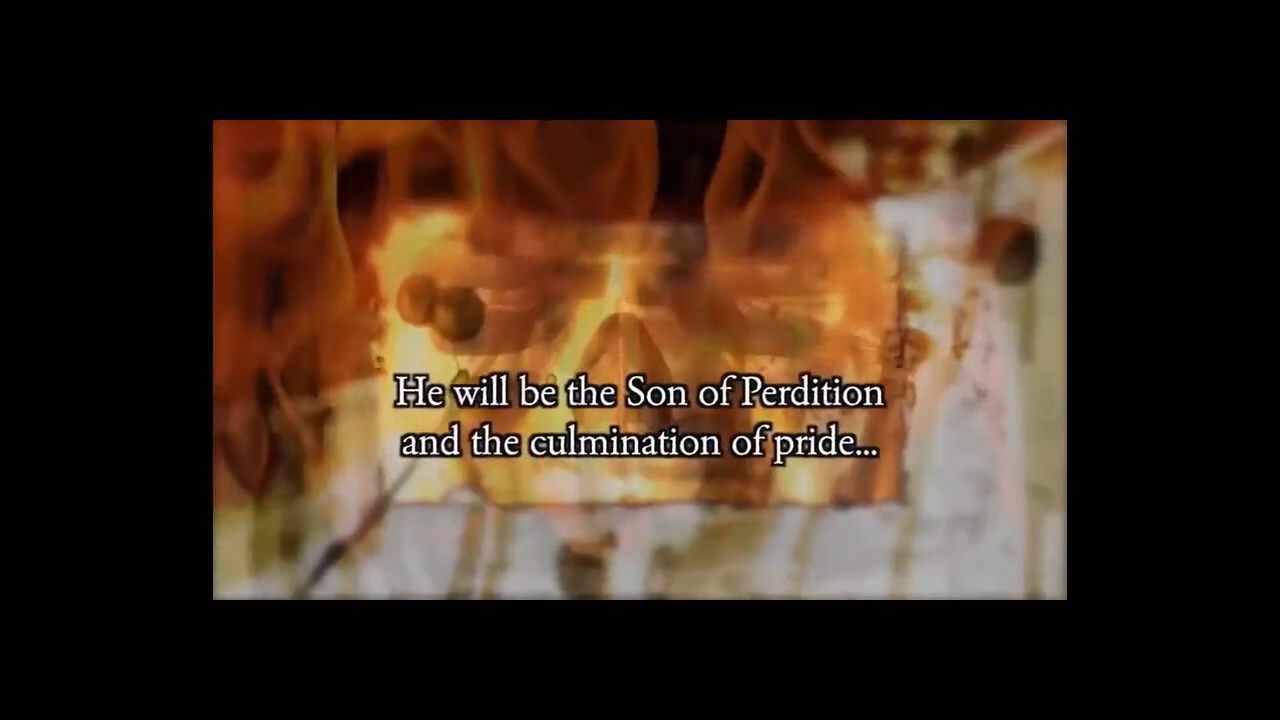 He will be the Son of Perdition
and the culmination of pride...